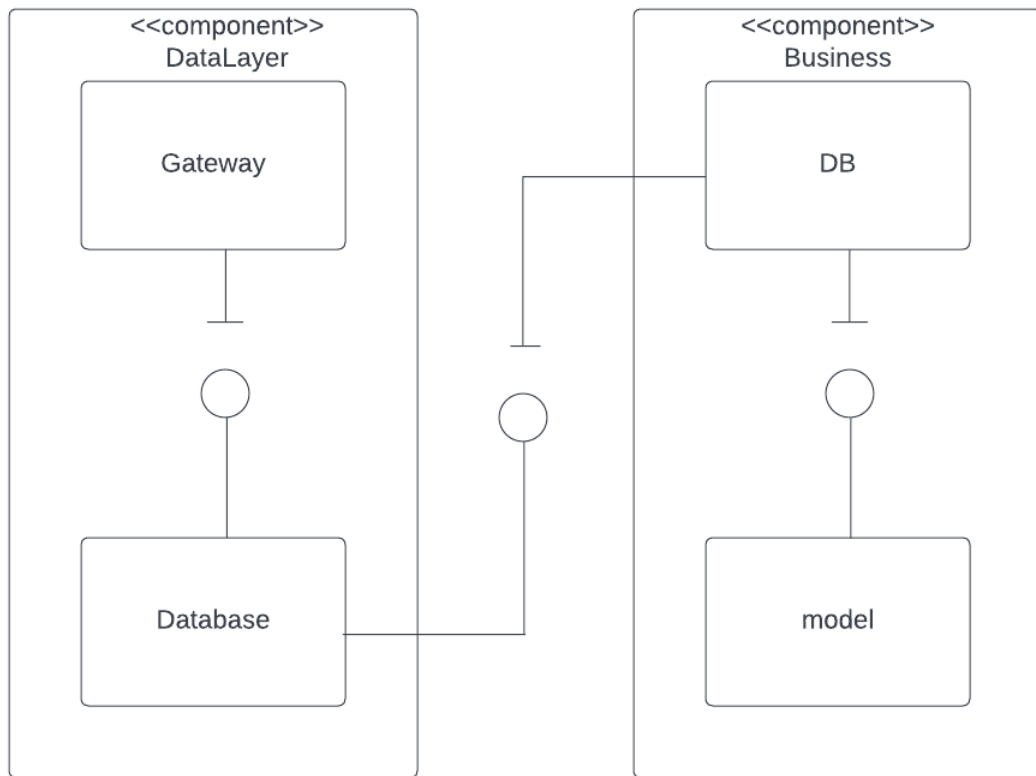 <<component>>
DataLayer
Gateway
Database
<<component>>
Business
DB
model